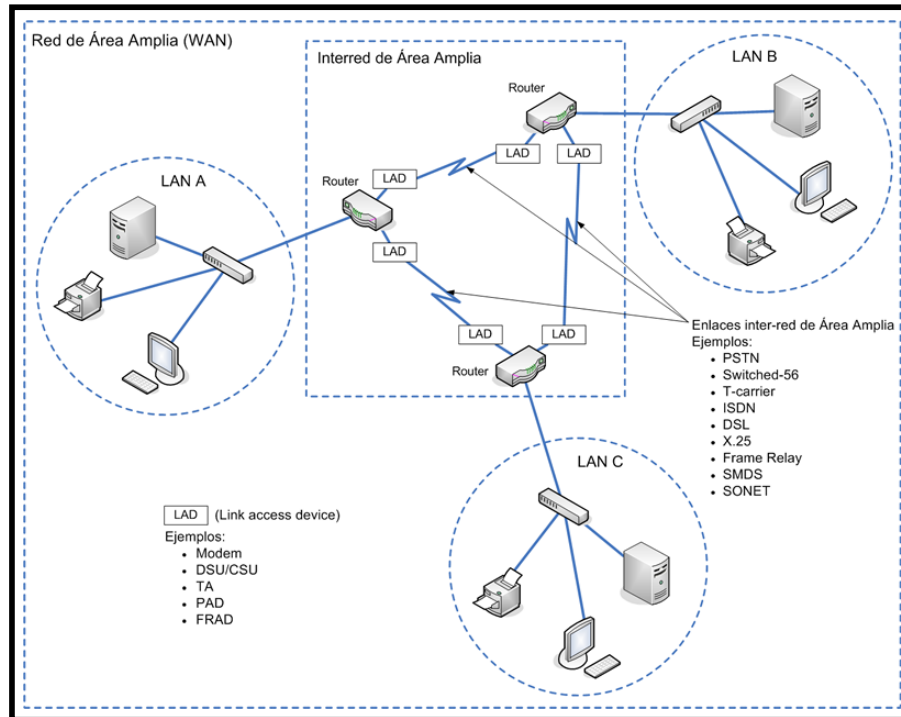 Red de Área Amplia (WAN)
Interred de Área Amplia
LAN B
Router
LAD
LAD
LAD
LAN A
Router
LAD
LAD
LAD
Router
Enlaces inter-red de Área Amplia
Ejemplos:
• PSTN
• Switched-56
• T-carrier
• ISDN
• DSL
• X.25
• Frame Relay
• SMDS
• SONET
LAN C
LAD (Link access device)
Ejemplos:
• Modem
• DSU/CSU
• TA
• PAD
• FRAD